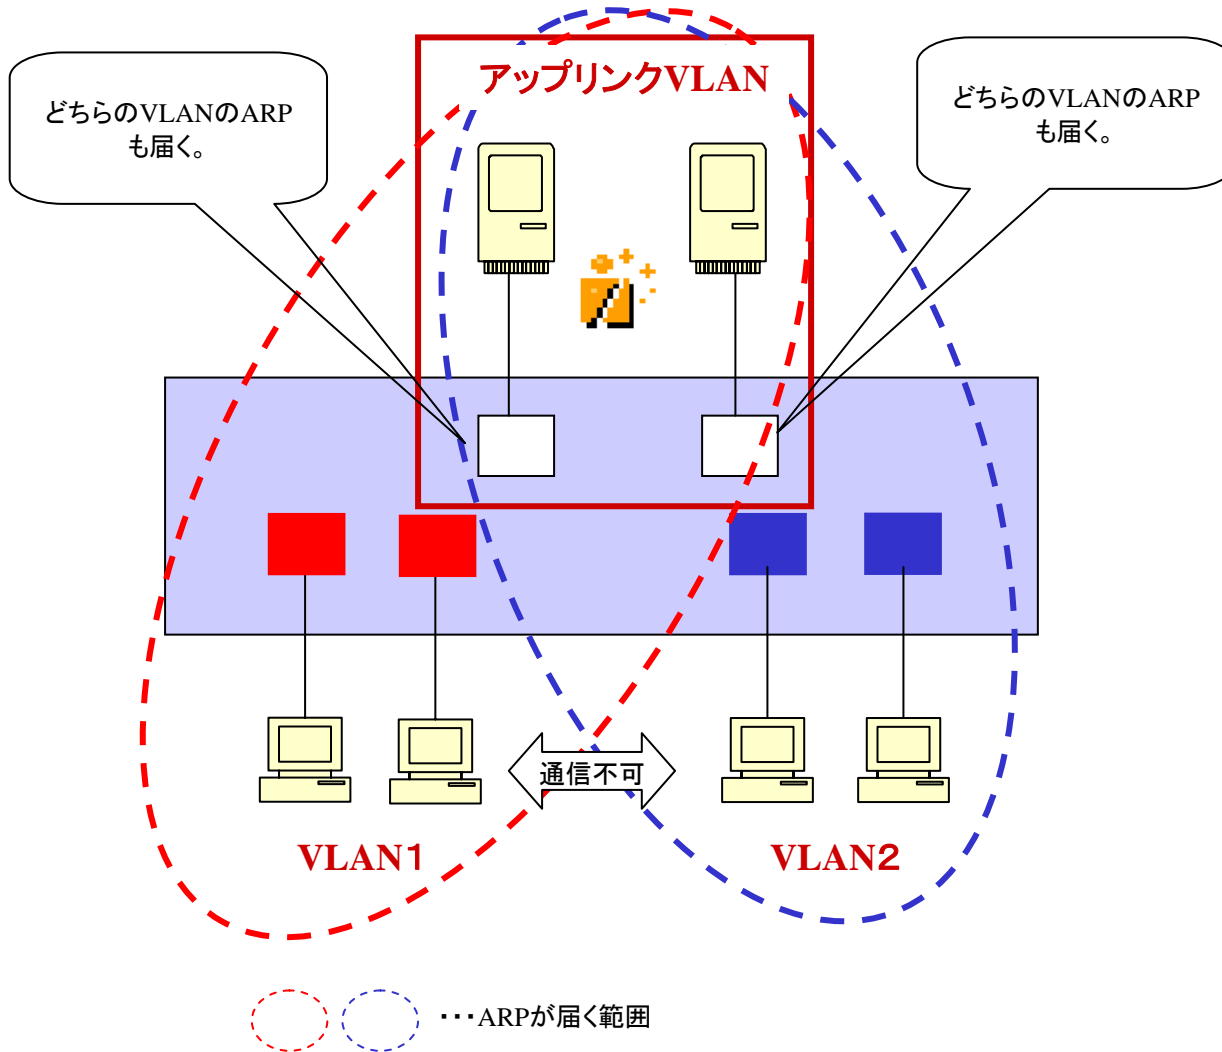 アップリンクVLAN
どちらのVLANのARP
も届く。
どちらのVLANのARP
も届く。
通信不可
VLAN1
VLAN2
・・・ARPが届く範囲